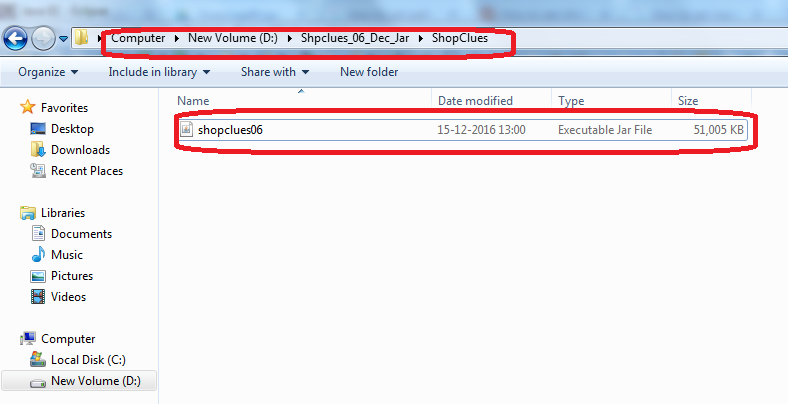 Computer New Volume (D:) Shpclues_06_Dec_Jar ShopClues
Organize Include in library Share with New folder
Favorites
Desktop
Downloads
Recent Places
Libraries
Documents
Music
Pictures
Videos
Computer
Local Disk (C:)
New Volume (D:)
Name Date modified Type Size
shopclues06 15-12-2016 13:00 Executable Jar File 51,005 KB